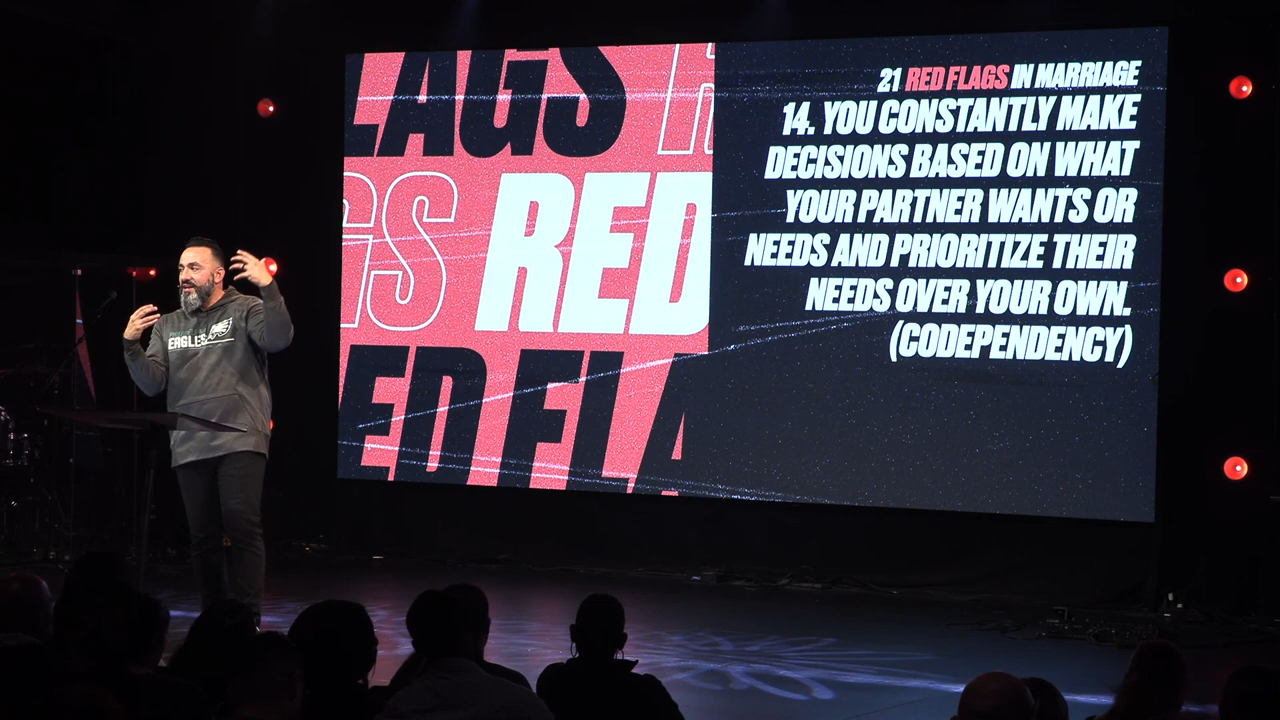 LAGS R
GS RED
ED FLA
21 RED FLAGS IN MARRIAGE
14. YOU CONSTANTLY MAKE
DECISIONS BASED ON WHAT
YOUR PARTNER WANTS OR
NEEDS AND PRIORITIZE THEIR
NEEDS OVER YOUR OWN.
(CODEPENDENCY)
EAGLES